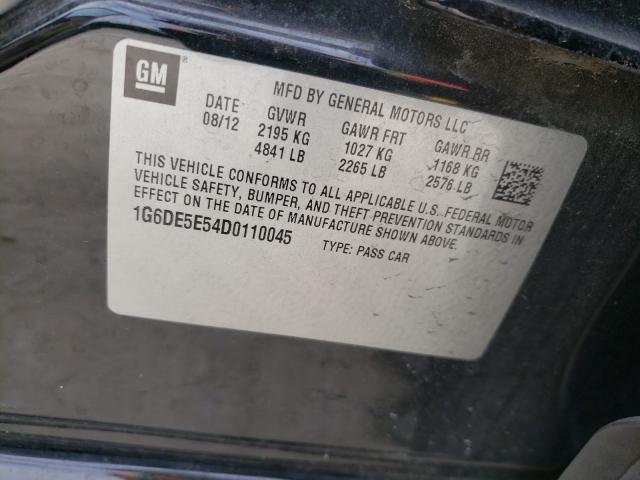 GM®
MFD BY GENERAL MOTORS LLC
DATE GVWR GAWR FRT GAWR RR
08/12 2195 KG 1027 KG 1168 KG
4841 LB 2265 LB 2576 LB
THIS VEHICLE CONFORMS TO ALL APPLICABLE U.S. FEDERAL MOTOR
VEHICLE SAFETY, BUMPER, AND THEFT PREVENTION STANDARDS IN
EFFECT ON THE DATE OF MANUFACTURE SHOWN ABOVE.
1G6DE5E54D0110045 TYPE: PASS CAR